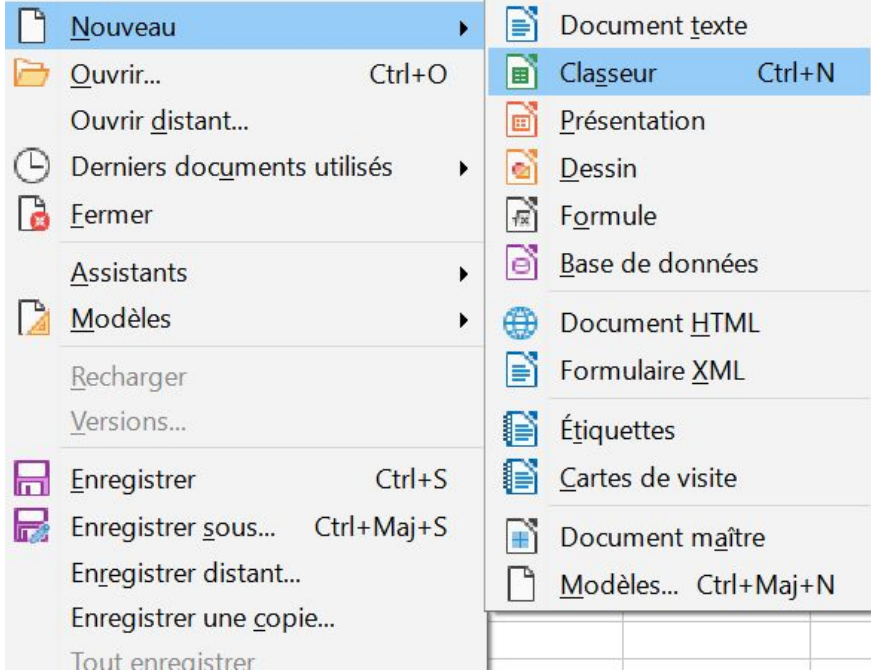 Nouveau
Ouvrir... Ctrl+O
Ouvrir distant...
Derniers documents utilisés
Fermer
Assistants
Modèles
Recharger
Versions...
Enregistrer Ctrl+S
Enregistrer sous... Ctrl+Maj+S
Enregistrer distant...
Enregistrer une copie...
Tout enregistrer
Document texte
Classeur Ctrl+N
Présentation
Dessin
Formule
Base de données
Document HTML
Formulaire XML
Étiquettes
Cartes de visite
Document maître
Modèles... Ctrl+Maj+N